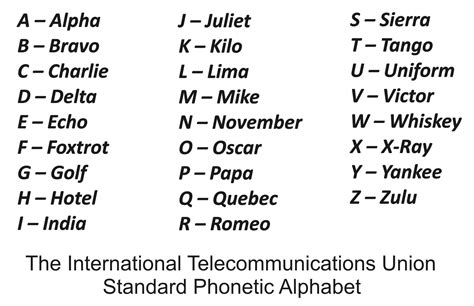 A – Alpha
B – Bravo
C – Charlie
D – Delta
E – Echo
F – Foxtrot
G – Golf
H – Hotel
I – India
J – Juliet
K – Kilo
L – Lima
M – Mike
N – November
O – Oscar
P – Papa
Q – Quebec
R – Romeo
S – Sierra
T – Tango
U – Uniform
V – Victor
W – Whiskey
X – X-Ray
Y – Yankee
Z – Zulu
The International Telecommunications Union
Standard Phonetic Alphabet